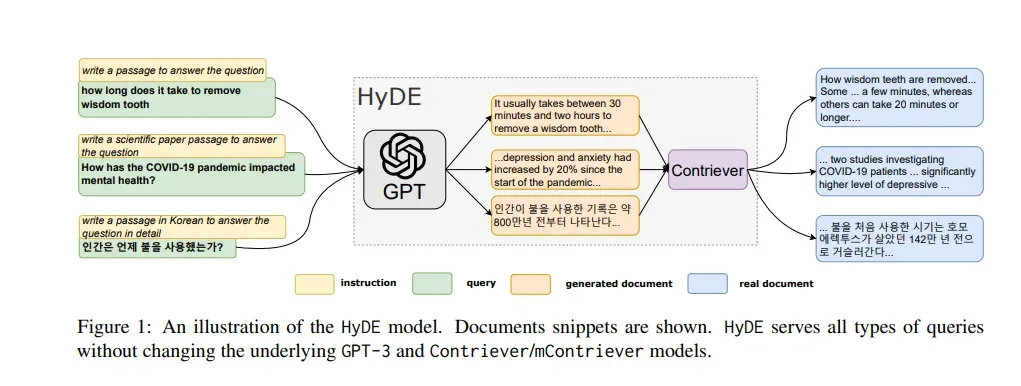 write a passage to answer the question
how long does it take to remove
wisdom tooth
write a scientific paper passage to answer
the question
How has the COVID-19 pandemic impacted
mental health?
write a passage in Korean to answer the
question in detail
인간은 언제 불을 사용했는가?
HyDE
GPT
It usually takes between 30
minutes and two hours to
remove a wisdom tooth...
...depression and anxiety had
increased by 20% since the
start of the pandemic...
인간이 불을 사용한 기록은 약
800만년 전부터 나타난다...
Contriever
How wisdom teeth are removed...
Some ... a few minutes, whereas
others can take 20 minutes or
longer....
... two studies investigating
COVID-19 patients ... significantly
higher level of depressive ...
... 불을 처음 사용한 시기는 호모
에렉투스가 살았던 142만 년 전으
로 거슬러간다...
instruction
query
generated document
real document
Figure 1: An illustration of the HyDE model. Documents snippets are shown. HyDE serves all types of queries
without changing the underlying GPT-3 and Contriever/mContriever models.